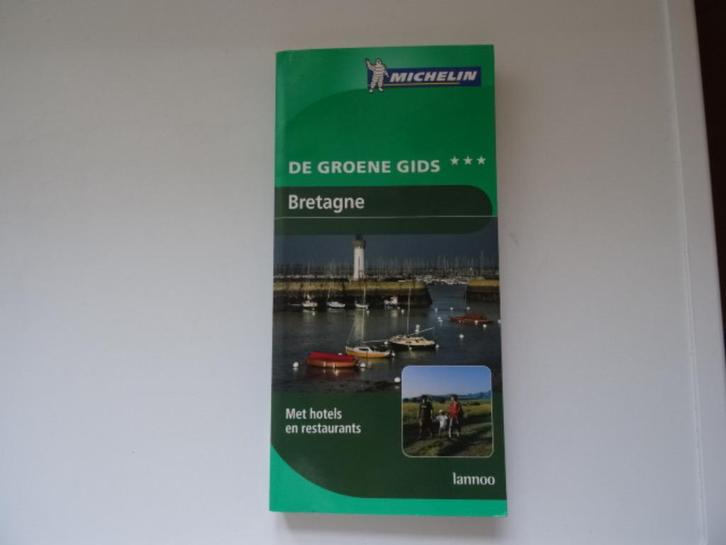 MICHELIN
DE GROENE GIDS ★★★
Bretagne
Met hotels
en restaurants
lannoo